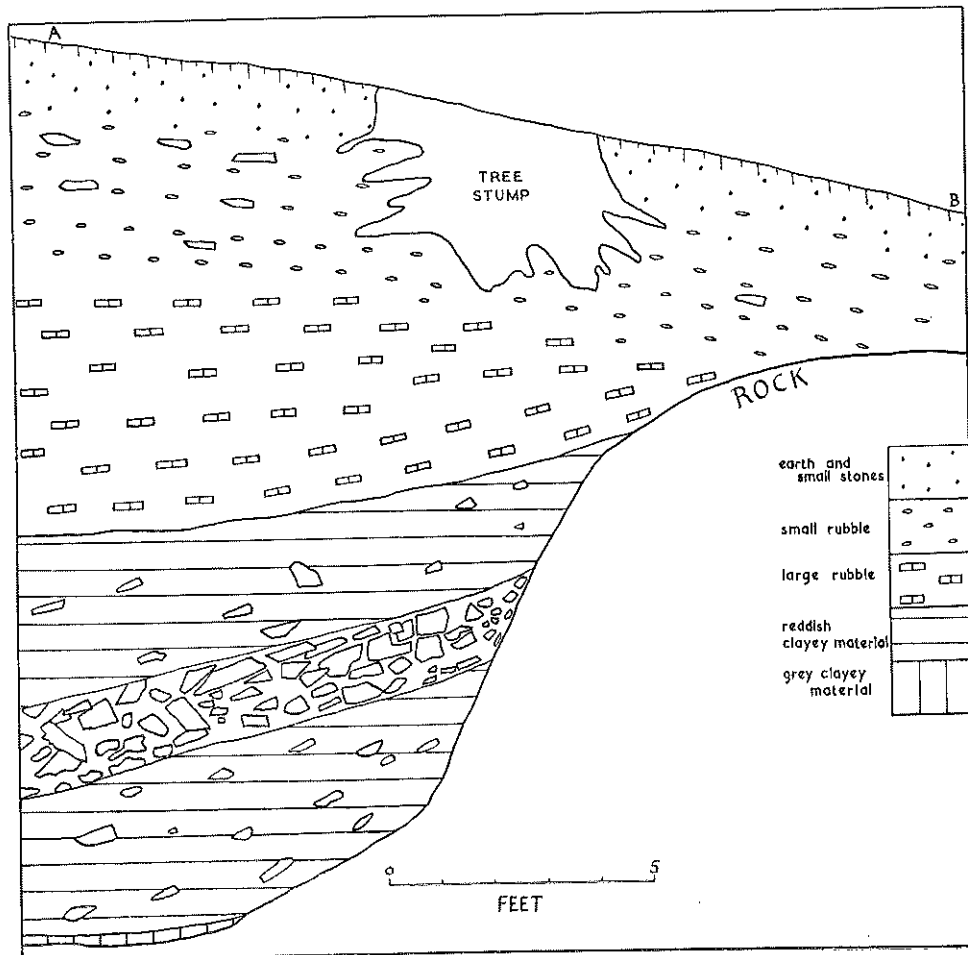 A
TREE
STUMP
B
ROCK
earth and
small stones
small rubble
large rubble
reddish
clayey material
grey clayey
material
0 5
FEET